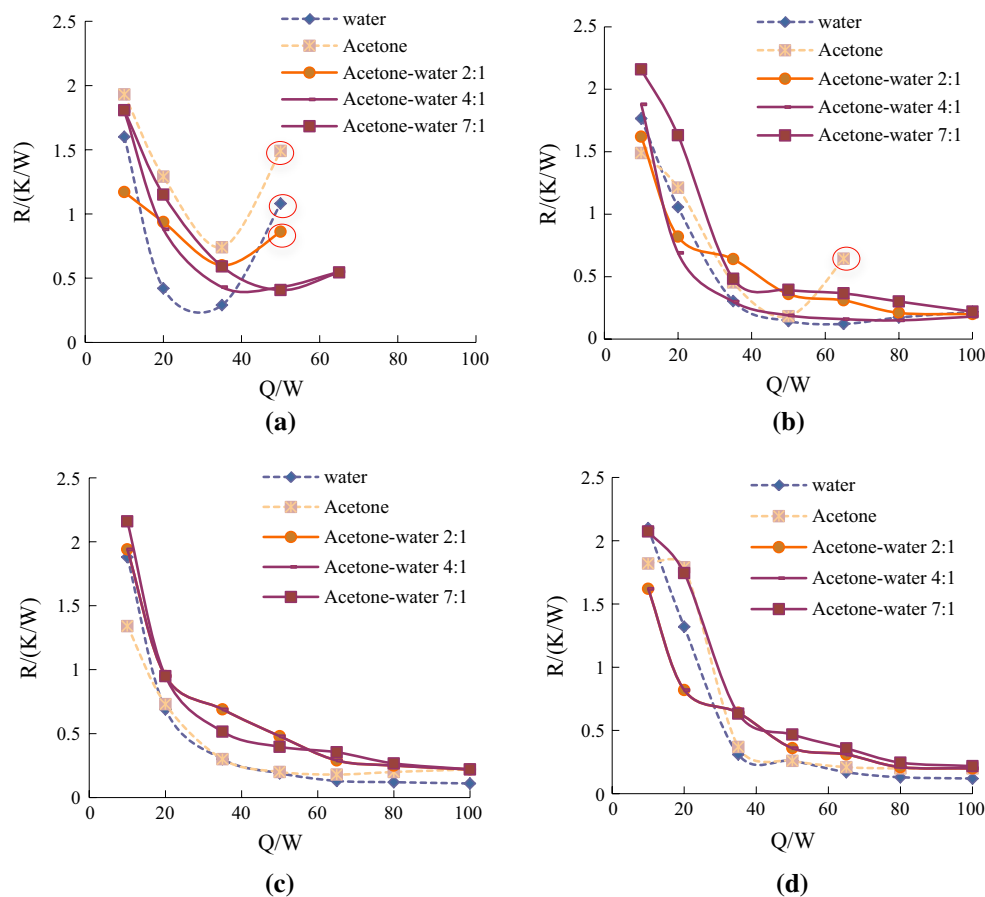 2.5
2
1.5
1
0.5
0
R/(K/W)
0 20 40 60 80 100
Q/W
water
Acetone
Acetone-water 2:1
Acetone-water 4:1
Acetone-water 7:1
(a)
2.5
2
1.5
1
0.5
0
R/(K/W)
0 20 40 60 80 100
Q/W
water
Acetone
Acetone-water 2:1
Acetone-water 4:1
Acetone-water 7:1
(b)
2.5
2
1.5
1
0.5
0
R/(K/W)
0 20 40 60 80 100
Q/W
water
Acetone
Acetone-water 2:1
Acetone-water 4:1
Acetone-water 7:1
(c)
2.5
2
1.5
1
0.5
0
R/(K/W)
0 20 40 60 80 100
Q/W
water
Acetone
Acetone-water 2:1
Acetone-water 4:1
Acetone-water 7:1
(d)